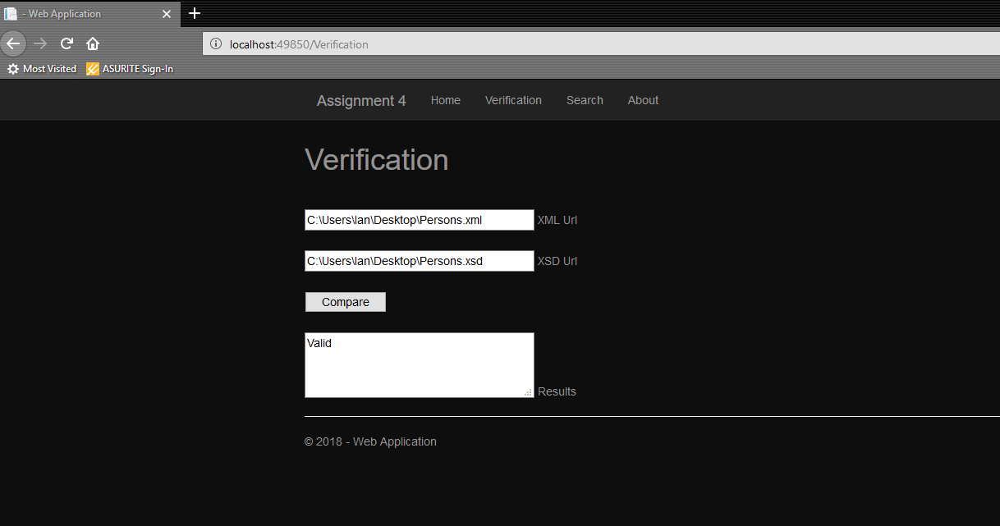 - Web Application
localhost:49850/Verification
Most Visited ASURITE Sign-In
Assignment 4 Home Verification Search About
Verification
C:\Users\Ian\Desktop\Persons.xml XML Url
C:\Users\Ian\Desktop\Persons.xsd XSD Url
Compare
Valid
Results
© 2018 - Web Application